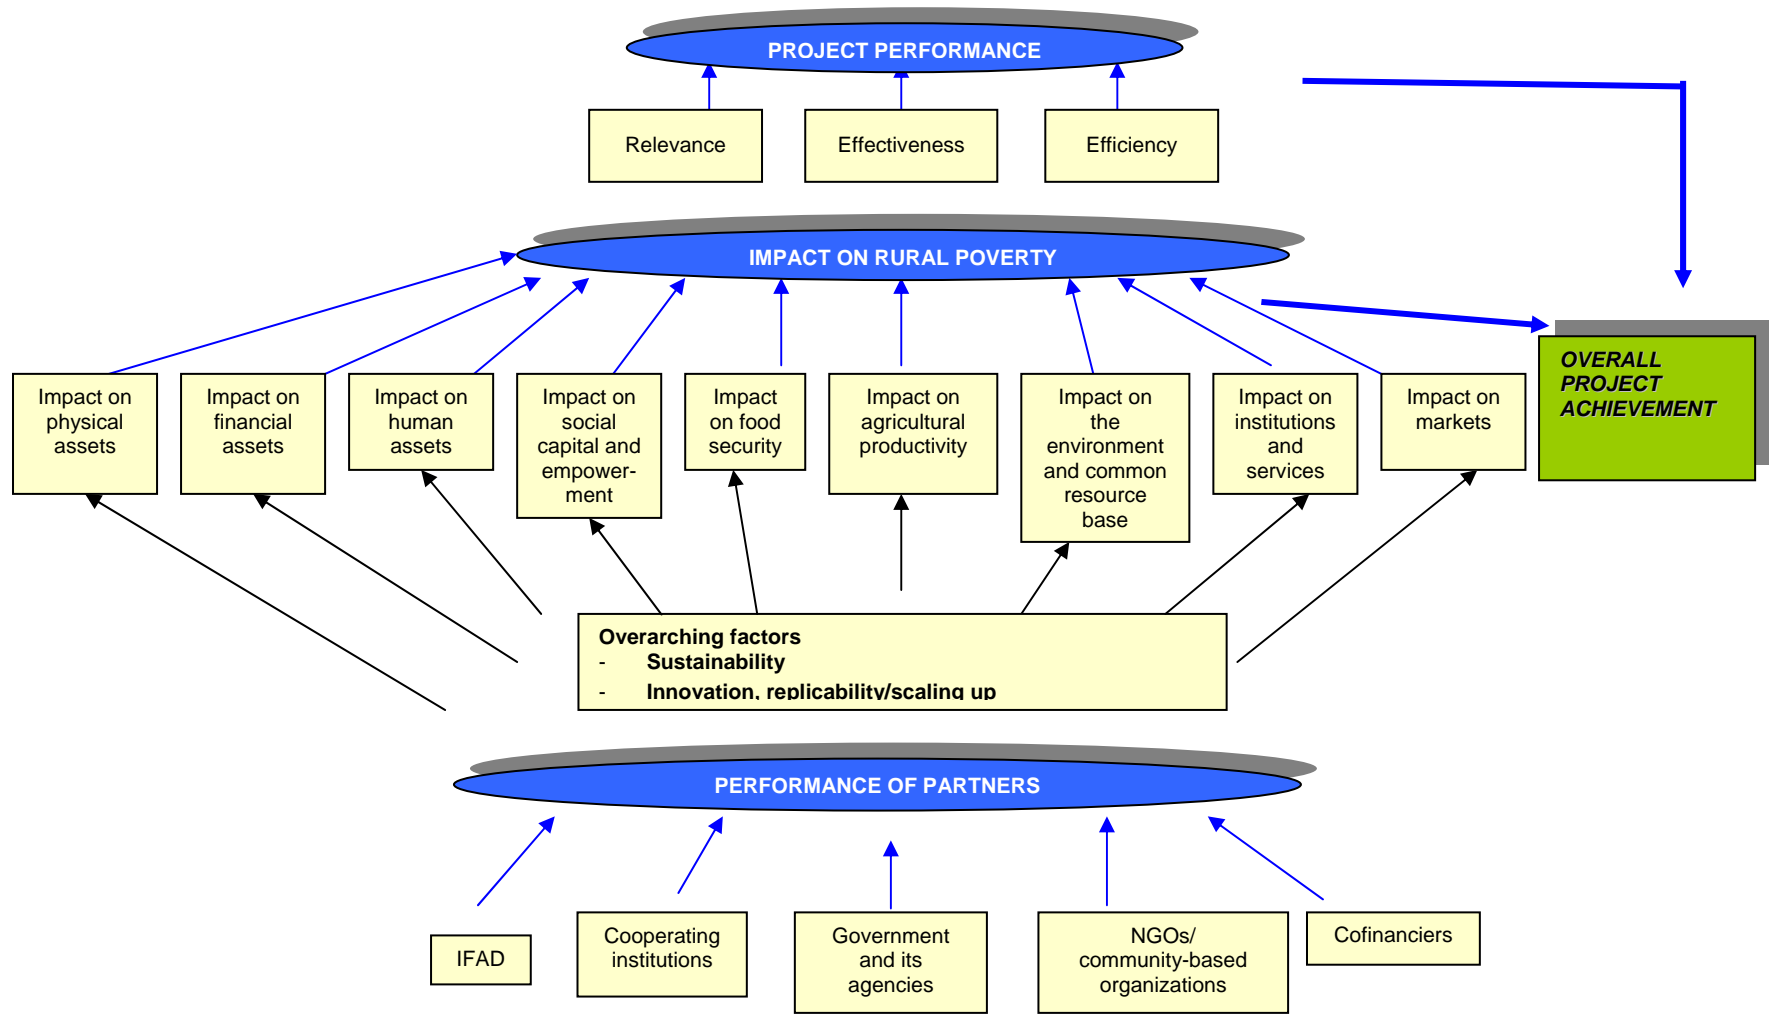 PROJECT PERFORMANCE
Relevance
Effectiveness
Efficiency
IMPACT ON RURAL POVERTY
OVERALL
PROJECT
ACHIEVEMENT
Impact on
physical
assets
Impact on
financial
assets
Impact on
human
assets
Impact on
social
capital and
empower-
ment
Impact
on food
security
Impact on
agricultural
productivity
Impact on
the
environment
and common
resource
base
Impact on
institutions
and
services
Impact on
markets
Overarching factors
- Sustainability
- Innovation, replicability/scaling up
PERFORMANCE OF PARTNERS
IFAD
Cooperating
institutions
Government
and its
agencies
NGOs/
community-based
organizations
Cofinanciers